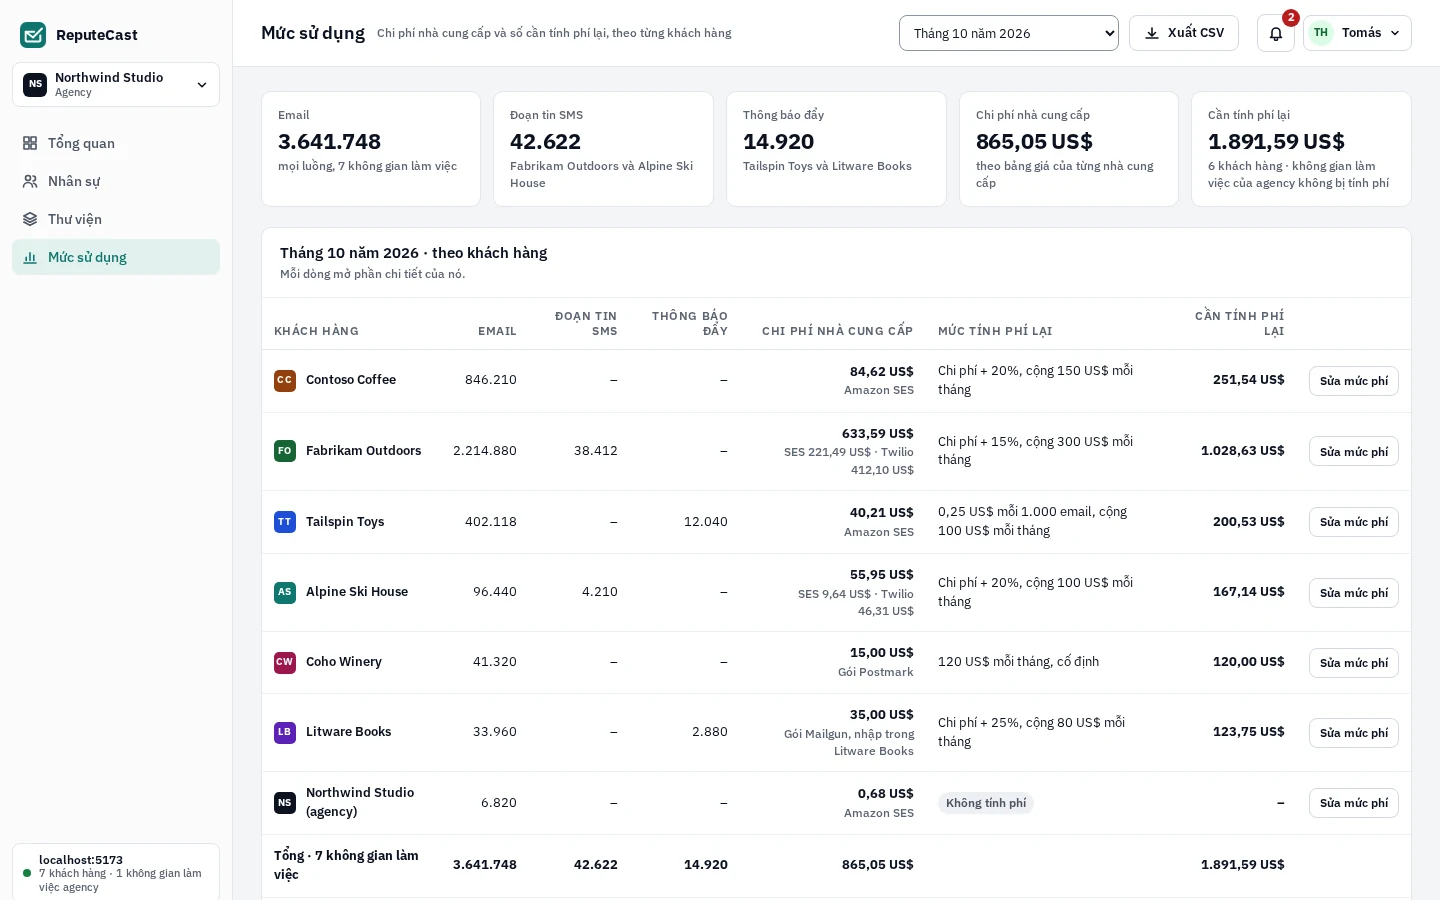 ReputeCast
NS
Northwind Studio
Agency
Tổng quan
Nhân sự
Thư viện
Mức sử dụng
localhost:5173
7 khách hàng · 1 không gian làm
việc agency
Mức sử dụng
Chi phí nhà cung cấp và số cần tính phí lại, theo từng khách hàng
Tháng 10 năm 2026
Xuất CSV
2
TH
Tomás
Email
3.641.748
mọi luồng, 7 không gian làm việc
Đoạn tin SMS
42.622
Fabrikam Outdoors và Alpine Ski
House
Thông báo đẩy
14.920
Tailspin Toys và Litware Books
Chi phí nhà cung cấp
865,05 US$
theo bảng giá của từng nhà cung
cấp
Cần tính phí lại
1.891,59 US$
6 khách hàng · không gian làm
việc của agency không bị tính phí
Tháng 10 năm 2026 · theo khách hàng
Mỗi dòng mở phần chi tiết của nó.
KHÁCH HÀNG
EMAIL
ĐOẠN TIN
SMS
THÔNG BÁO
ĐẨY
CHI PHÍ NHÀ CUNG CẤP
MỨC TÍNH PHÍ LẠI
CẦN TÍNH PHÍ
LẠI
CC
Contoso Coffee
846.210
–
–
84,62 US$
Amazon SES
Chi phí + 20%, cộng 150 US$ mỗi
tháng
251,54 US$
Sửa mức phí
FO
Fabrikam Outdoors
2.214.880
38.412
–
633,59 US$
SES 221,49 US$ · Twilio
412,10 US$
Chi phí + 15%, cộng 300 US$ mỗi
tháng
1.028,63 US$
Sửa mức phí
TT
Tailspin Toys
402.118
–
12.040
40,21 US$
Amazon SES
0,25 US$ mỗi 1.000 email, cộng
100 US$ mỗi tháng
200,53 US$
Sửa mức phí
AS
Alpine Ski House
96.440
4.210
–
55,95 US$
SES 9,64 US$ · Twilio
46,31 US$
Chi phí + 20%, cộng 100 US$ mỗi
tháng
167,14 US$
Sửa mức phí
CW
Coho Winery
41.320
–
–
15,00 US$
Gói Postmark
120 US$ mỗi tháng, cố định
120,00 US$
Sửa mức phí
LB
Litware Books
33.960
–
2.880
35,00 US$
Gói Mailgun, nhập trong
Litware Books
Chi phí + 25%, cộng 80 US$ mỗi
tháng
123,75 US$
Sửa mức phí
NS
Northwind Studio
(agency)
6.820
–
–
0,68 US$
Amazon SES
Không tính phí
–
Sửa mức phí
Tổng · 7 không gian làm
việc
3.641.748
42.622
14.920
865,05 US$
1.891,59 US$